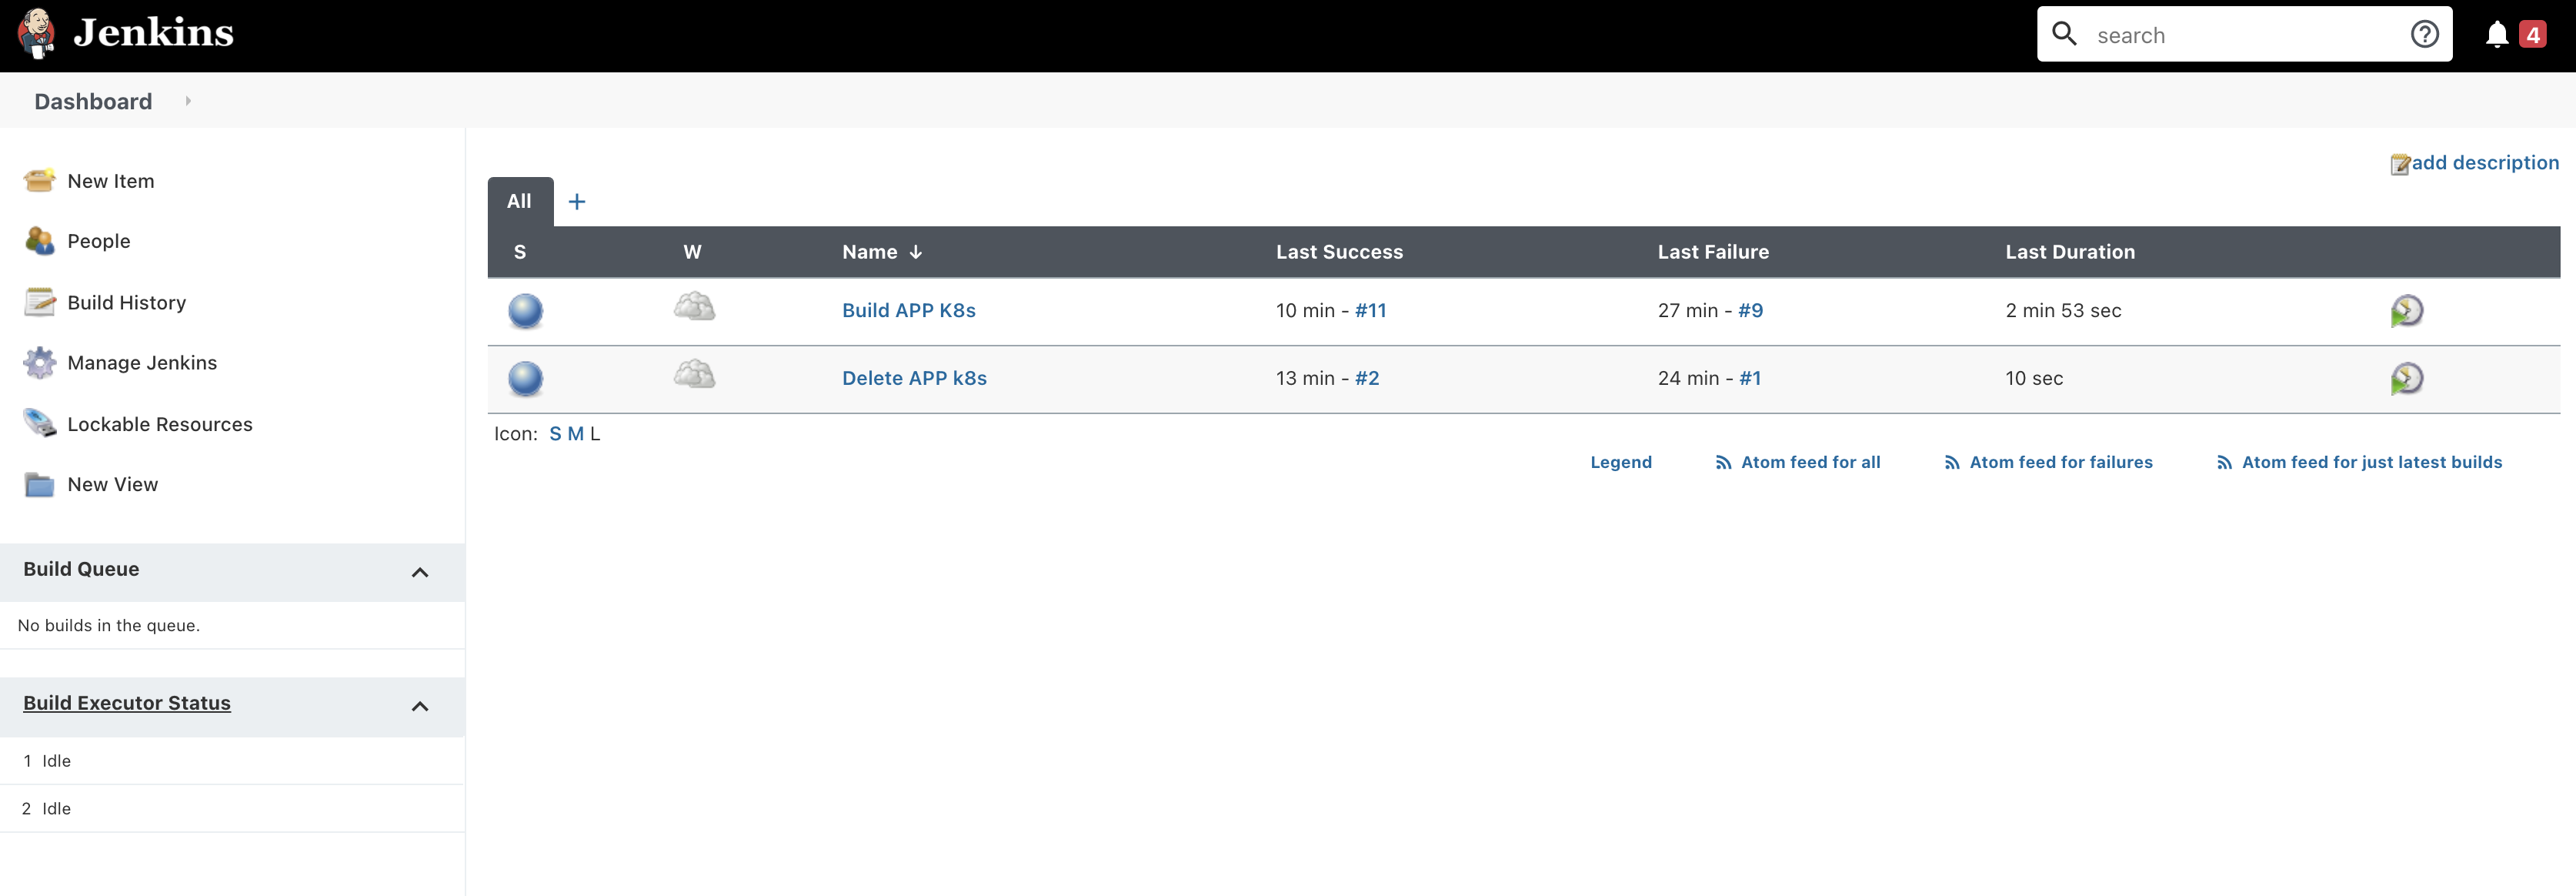 Jenkins
search
4
Dashboard
New Item
People
Build History
Manage Jenkins
Lockable Resources
New View
Build Queue
No builds in the queue.
Build Executor Status
1 Idle
2 Idle
add description
All +
S W Name ↓ Last Success Last Failure Last Duration
Build APP K8s 10 min - #11 27 min - #9 2 min 53 sec
Delete APP k8s 13 min - #2 24 min - #1 10 sec
Icon: S M L
Legend Atom feed for all Atom feed for failures Atom feed for just latest builds